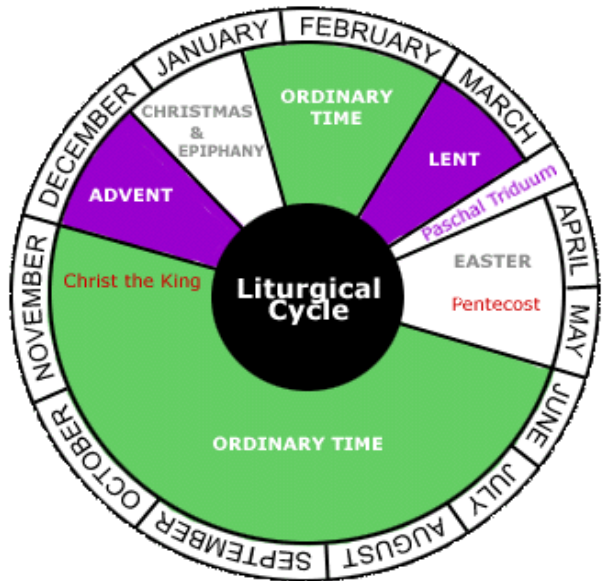 JANUARY
FEBRUARY
MARCH
APRIL
MAY
JUNE
JULY
AUGUST
SEPTEMBER
OCTOBER
NOVEMBER
DECEMBER
CHRISTMAS
&
EPIPHANY
ORDINARY
TIME
LENT
Paschal Triduum
EASTER
Pentecost
ORDINARY TIME
Christ the King
ADVENT
Liturgical
Cycle